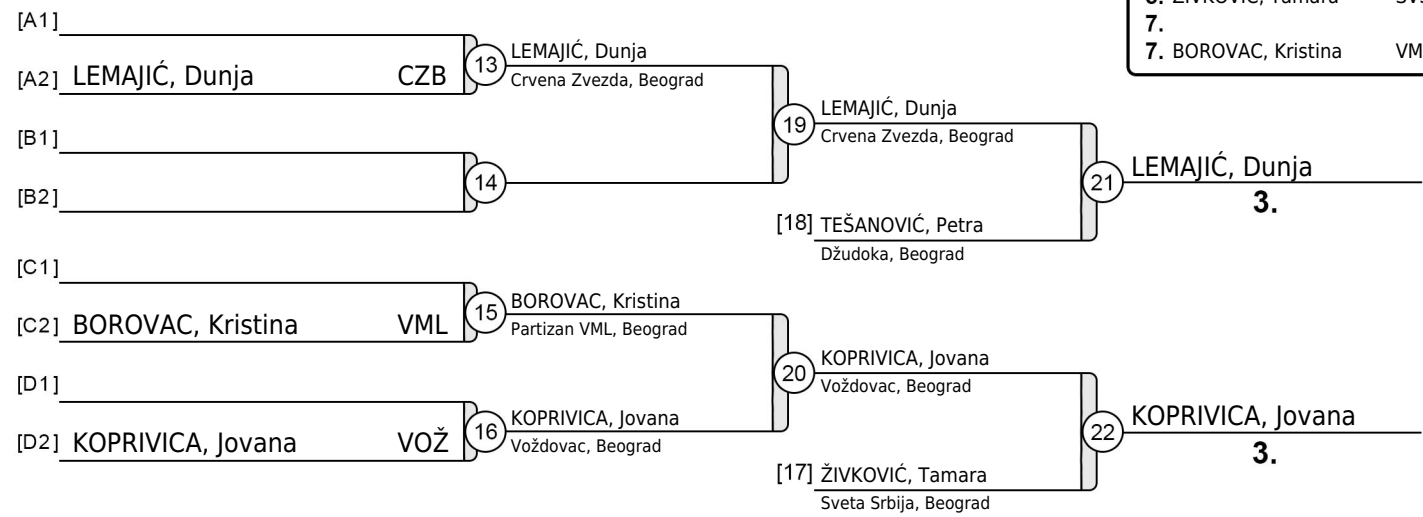 [A1]
[A2] LEMAJIĆ, Dunja CZB
13
LEMAJIĆ, Dunja
Crvena Zvezda, Beograd
[B1]
[B2]
14
19
LEMAJIĆ, Dunja
Crvena Zvezda, Beograd
[18] TEŠANOVIĆ, Petra
Džudoka, Beograd
21
LEMAJIĆ, Dunja
3.
[C1]
[C2] BOROVAC, Kristina VML
15
BOROVAC, Kristina
Partizan VML, Beograd
[D1]
[D2] KOPRIVICA, Jovana VOŽ
16
KOPRIVICA, Jovana
Voždovac, Beograd
20
KOPRIVICA, Jovana
Voždovac, Beograd
[17] ŽIVKOVIĆ, Tamara
Sveta Srbija, Beograd
22
KOPRIVICA, Jovana
3.
ŽIVKOVIĆ, Tamara
7.
7. BOROVAC, Kristina VM